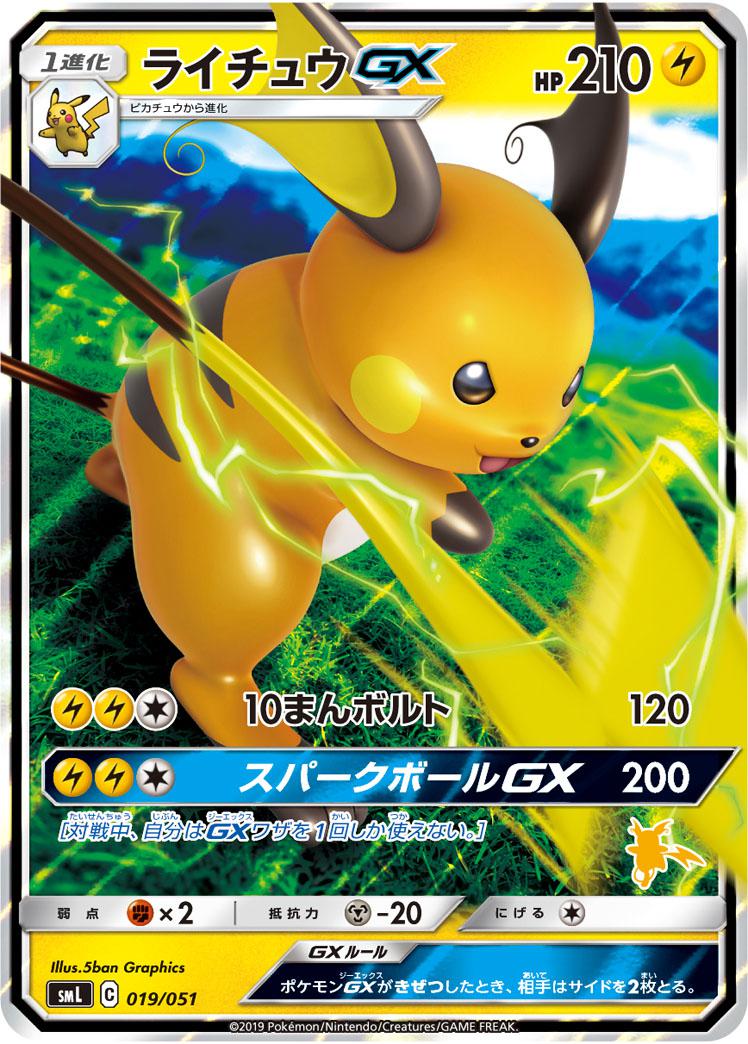 1進化
ライチュウGX
HP210
ピカチュウから進化
10まんボルト 120
スパークボールGX 200
[対戦中、自分はGXワザを1回しか使えない。]
弱点 ×2 抵抗力 -20 にげる
GXルール
ポケモンGXがきぜつしたとき、相手はサイドを2枚とる。
Illus.5ban Graphics
SML C 019/051
©2019 Pokémon/Nintendo/Creatures/GAME FREAK.